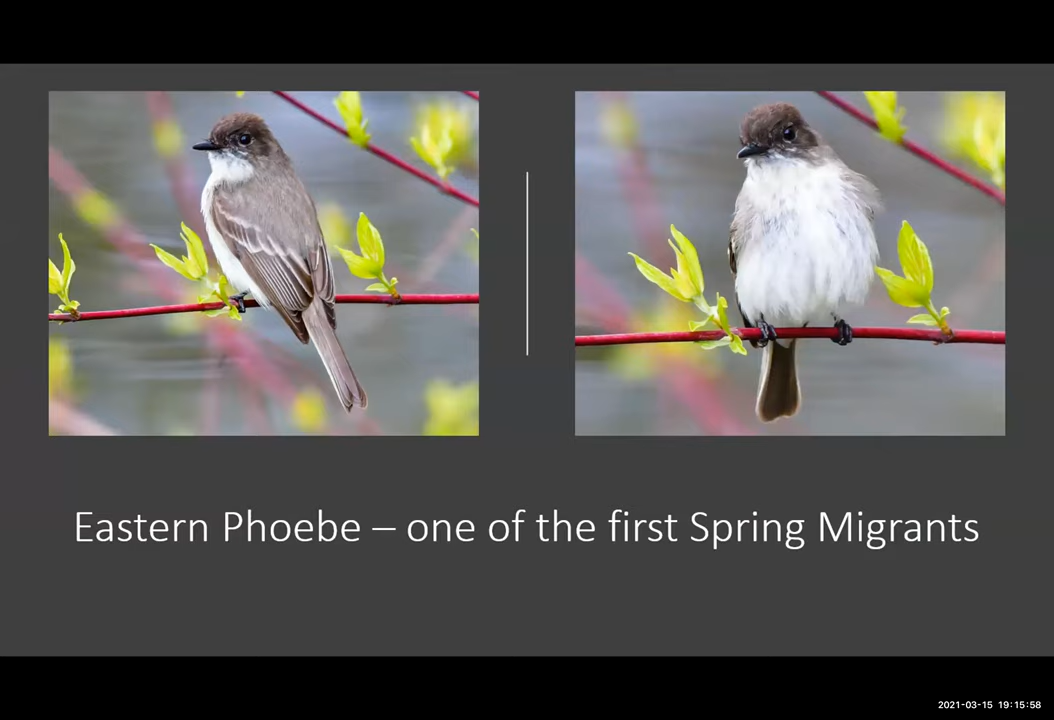 Eastern Phoebe – one of the first Spring Migrants
2021-03-15 19:15:58